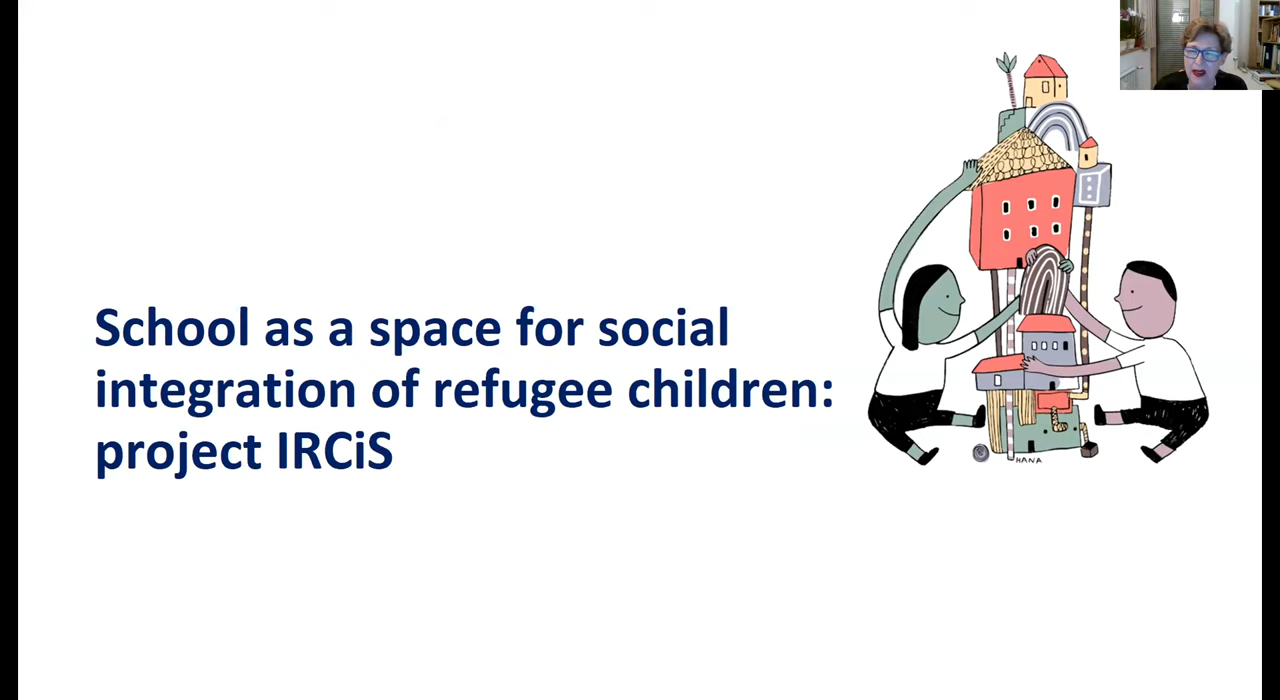 School as a space for social
integration of refugee children:
project IRCiS
HANA